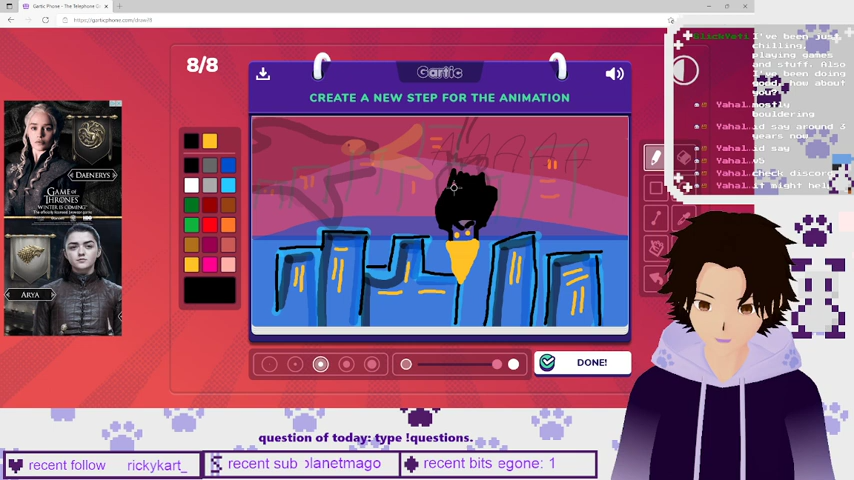 Gartic Phone - The Telephone G
https://garticphone.com/draw/8
8/8
Gartic
CREATE A NEW STEP FOR THE ANIMATION
AAAAAAA
DAENERYS
GAME OF
THRONES
WINTER IS COMING
ARYA
DONE!
I've been just
chilling,
playing games
and stuff. Also
I've been doing
good, how about
you?
Yahal mostly
bouldering
Yahal id say around 3
years now
Yahal id say
Yahal v5
Yahal check discord
Yahal it might help
question of today: type !questions.
recent follow rickykart_
recent sub planetmago
recent bits egone: 1